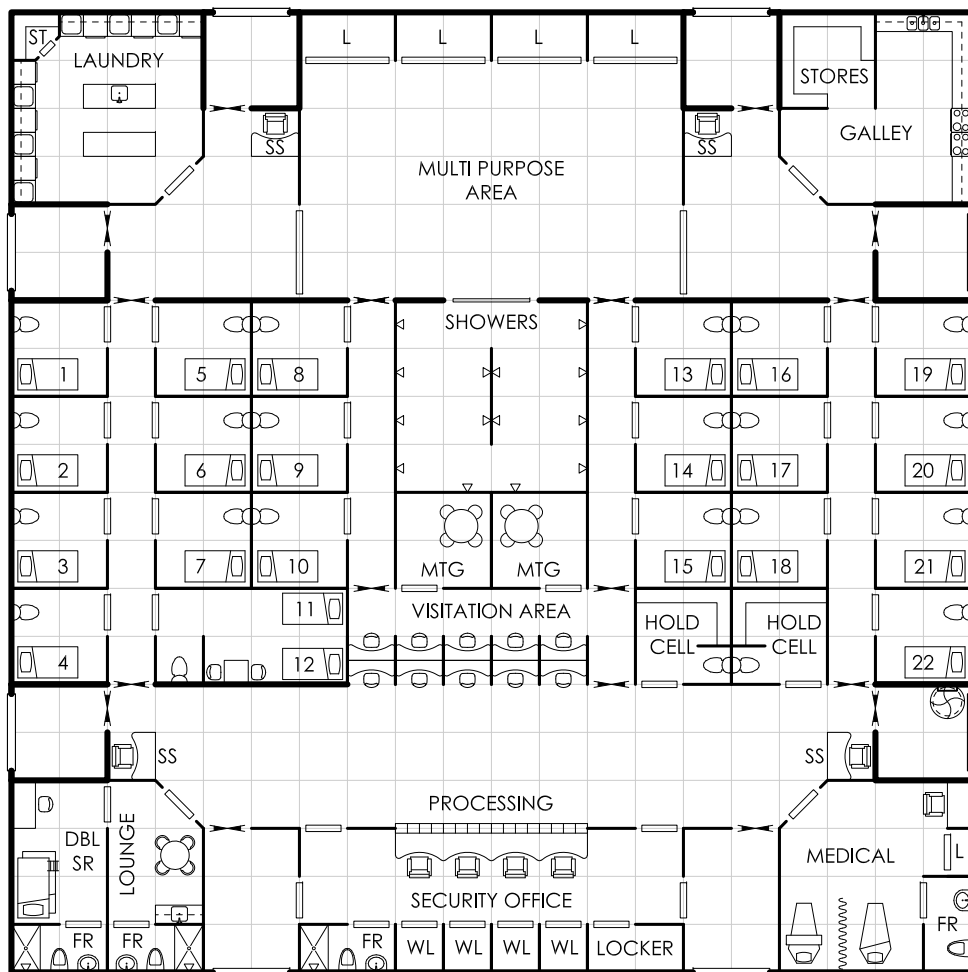 L
L
L
L
ST
LAUNDRY
STORES
GALLEY
SS
SS
MULTI PURPOSE
AREA
SHOWERS
1
5
8
13
16
19
2
6
9
14
17
20
3
7
10
MTG
MTG
15
18
21
11
VISITATION AREA
HOLD
CELL
HOLD
CELL
4
12
22
SS
SS
PROCESSING
DBL
SR
LOUNGE
MEDICAL
L
SECURITY OFFICE
FR
FR
FR
WL
WL
WL
WL
LOCKER
FR